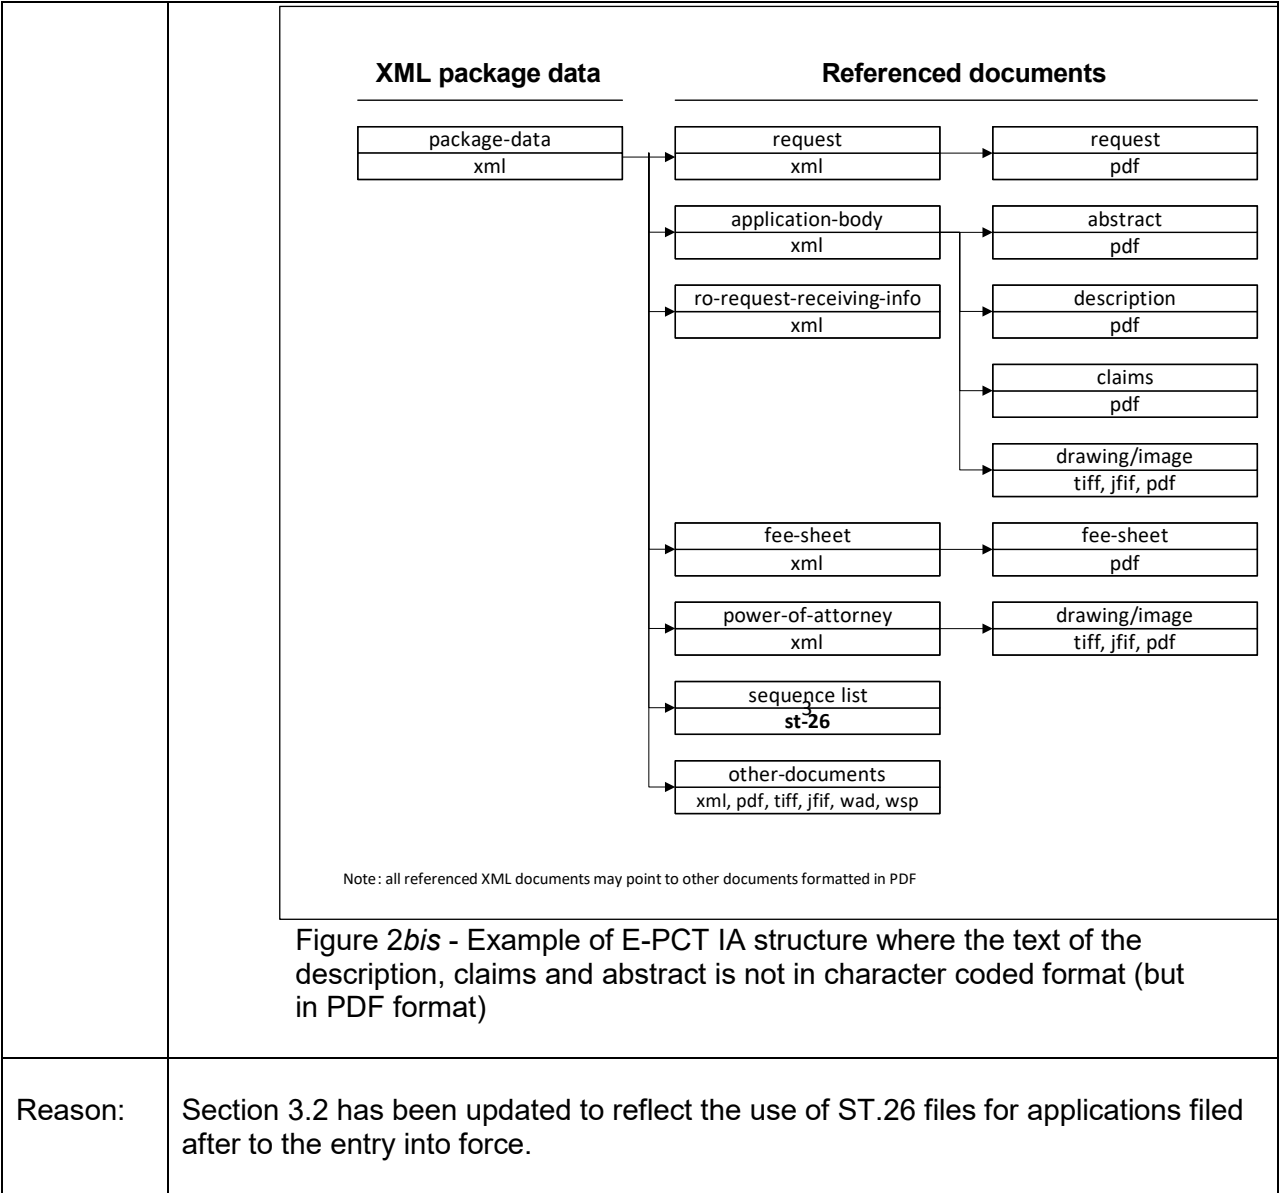 XML package data Referenced documents
package-data request request
xml xml pdf
application-body abstract
xml pdf
ro-request-receiving-info description
xml pdf
claims
pdf
drawing/image
tiff, jfif, pdf
fee-sheet fee-sheet
xml pdf
power-of-attorney drawing/image
xml tiff, jfif, pdf
sequence list
3
st-26
other-documents
xml, pdf, tiff, jfif, wad, wsp
Note: all referenced XML documents may point to other documents formatted in PDF
Figure 2bis - Example of E-PCT IA structure where the text of the
description, claims and abstract is not in character coded format (but
in PDF format)
Reason: Section 3.2 has been updated to reflect the use of ST.26 files for applications filed
after to the entry into force.